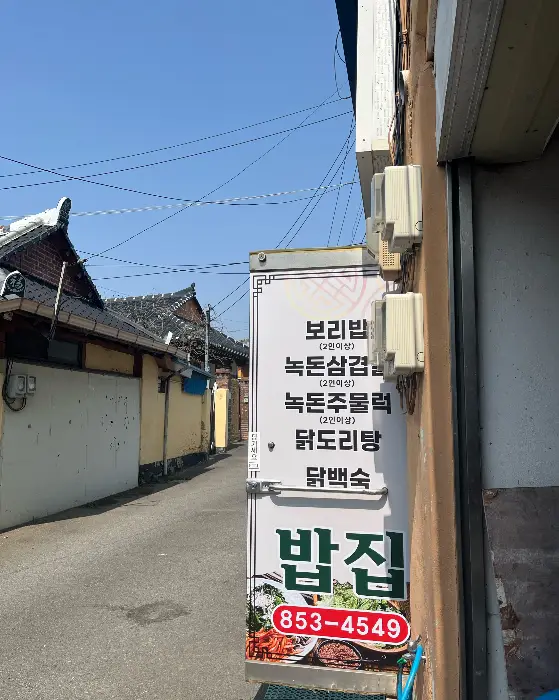 보리밥
(2인이상)
녹돈삼겹살
(2인이상)
녹돈주물럭
(2인이상)
닭도리탕
닭백숙
밥집
853-4549